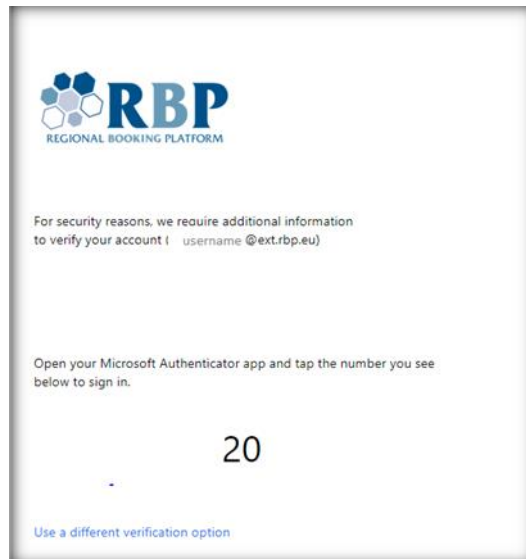 RBP
REGIONAL BOOKING PLATFORM
For security reasons, we require additional information
to verify your account ( username @ext.rbp.eu)
Open your Microsoft Authenticator app and tap the number you see
below to sign in.
20
Use a different verification option